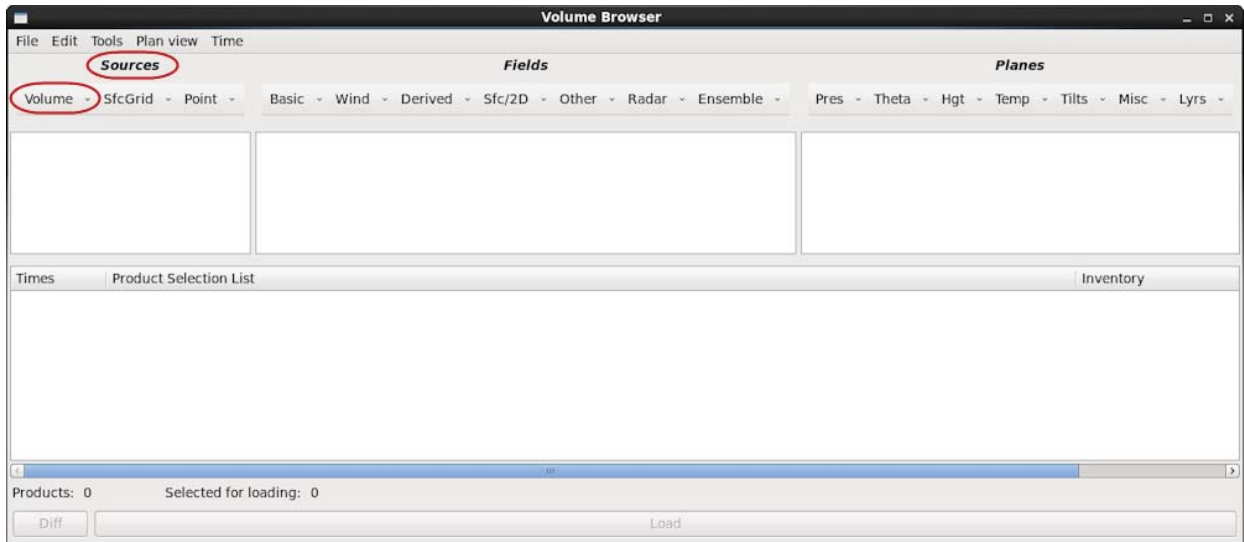 Volume Browser
File Edit Tools Plan view Time
Sources Fields Planes
Volume SfcGrid Point Basic Wind Derived Sfc/2D Other Radar Ensemble Pres Theta Hgt Temp Tilts Misc Lyrs
Times Product Selection List Inventory
Products: 0 Selected for loading: 0
Diff Load